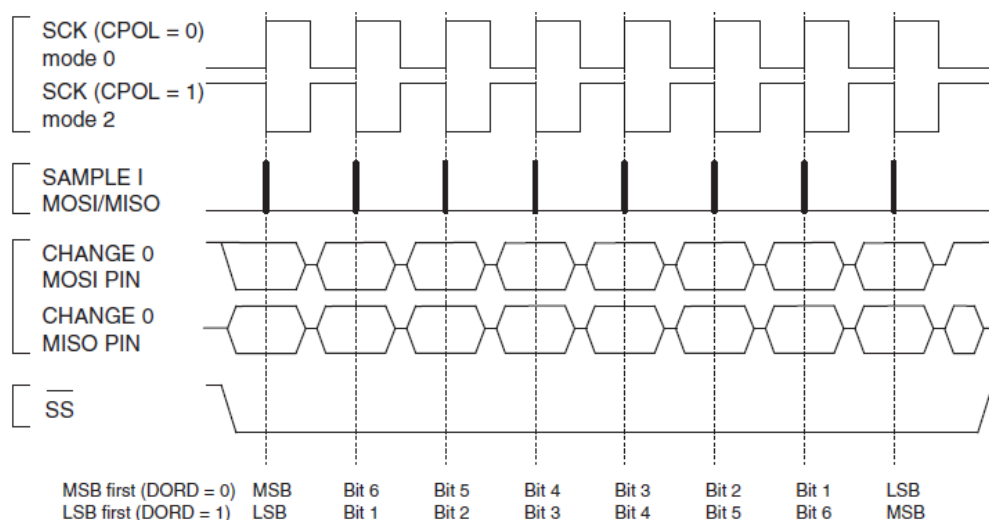 SCK (CPOL = 0)
mode 0
SCK (CPOL = 1)
mode 2
SAMPLE I
MOSI/MISO
CHANGE 0
MOSI PIN
CHANGE 0
MISO PIN
SS
MSB first (DORD = 0) MSB Bit 6 Bit 5 Bit 4 Bit 3 Bit 2 Bit 1 LSB
LSB first (DORD = 1) LSB Bit 1 Bit 2 Bit 3 Bit 4 Bit 5 Bit 6 MSB